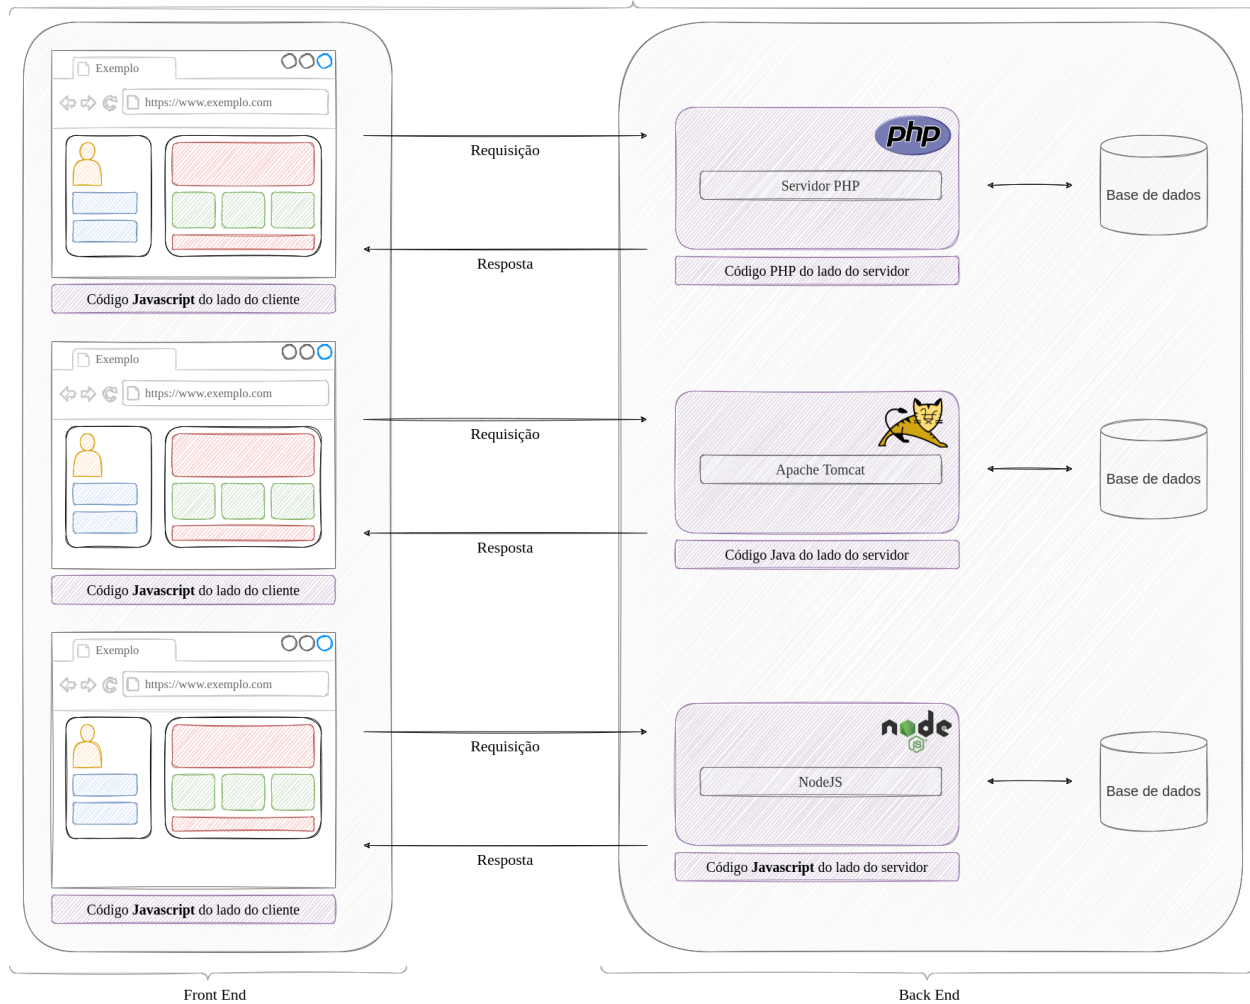 Exemplo
https://www.exemplo.com
Código Javascript do lado do cliente
Requisição
Resposta
php
Servidor PHP
Código PHP do lado do servidor
Base de dados
Exemplo
https://www.exemplo.com
Código Javascript do lado do cliente
Requisição
Resposta
Apache Tomcat
Código Java do lado do servidor
Base de dados
Exemplo
https://www.exemplo.com
Código Javascript do lado do cliente
Requisição
Resposta
node
JS
NodeJS
Código Javascript do lado do servidor
Base de dados
Front End
Back End